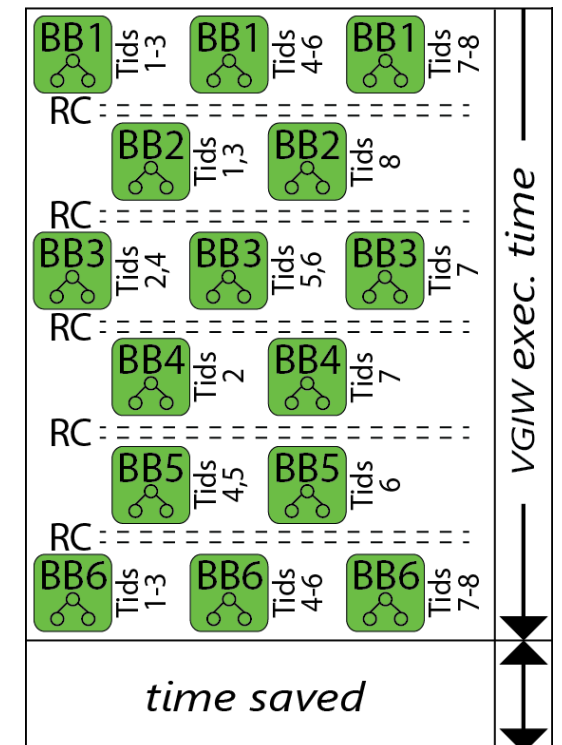 BB1 Tids 1-3 BB1 Tids 4-6 BB1 Tids 7-8
RC
BB2 Tids 1,3 BB2 Tids 8
RC
BB3 Tids 2,4 BB3 Tids 5,6 BB3 Tids 7
RC
BB4 Tids 2 BB4 Tids 7
RC
BB5 Tids 4,5 BB5 Tids 6
RC
BB6 Tids 1-3 BB6 Tids 4-6 BB6 Tids 7-8
VGIW exec. time
time saved